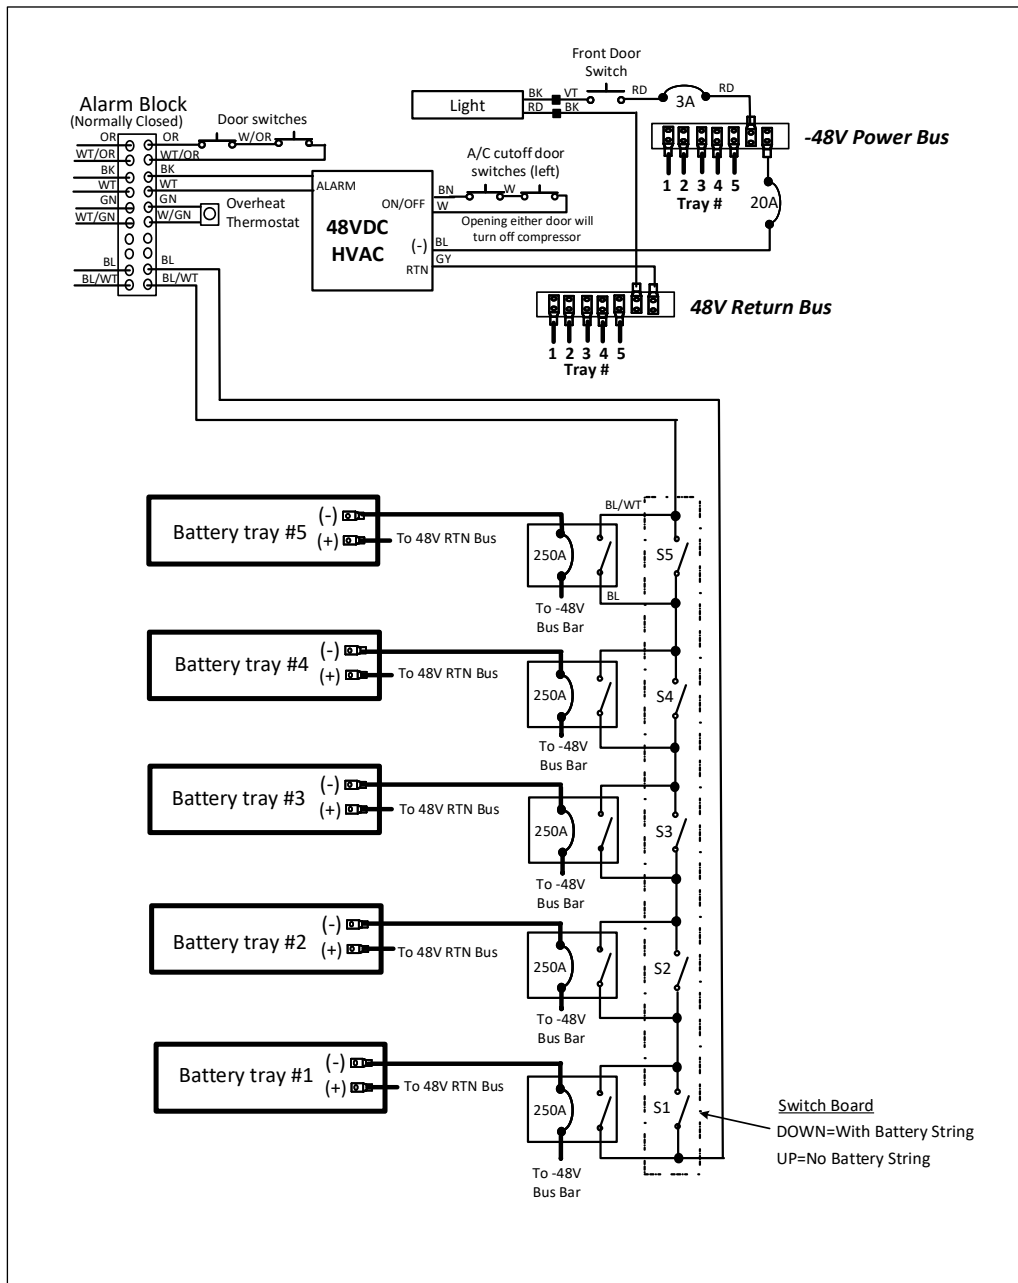 Front Door
Switch
BK
VT
RD
3A
RD
Light
RD
BK
-48V Power Bus
1 2 3 4 5
Tray #
20A
Alarm Block
(Normally Closed)
Door switches
OR
OR
W/OR
WT/OR
WT/OR
BK
BK
WT
WT
GN
GN
WT/GN
W/GN
Overheat
Thermostat
BL
BL
BL/WT
BL/WT
A/C cutoff door
switches (left)
ALARM
48VDC
HVAC
ON/OFF
BN
W
W
Opening either door will
turn off compressor
(-)
BL
RTN
GY
48V Return Bus
1 2 3 4 5
Tray #
Battery tray #5
(-)
(+)
To 48V RTN Bus
250A
BL/WT
BL
S5
To -48V
Bus Bar
Battery tray #4
(-)
(+)
To 48V RTN Bus
250A
S4
To -48V
Bus Bar
Battery tray #3
(-)
(+)
To 48V RTN Bus
250A
S3
To -48V
Bus Bar
Battery tray #2
(-)
(+)
To 48V RTN Bus
250A
S2
To -48V
Bus Bar
Battery tray #1
(-)
(+)
To 48V RTN Bus
250A
S1
To -48V
Bus Bar
Switch Board
DOWN=With Battery String
UP=No Battery String